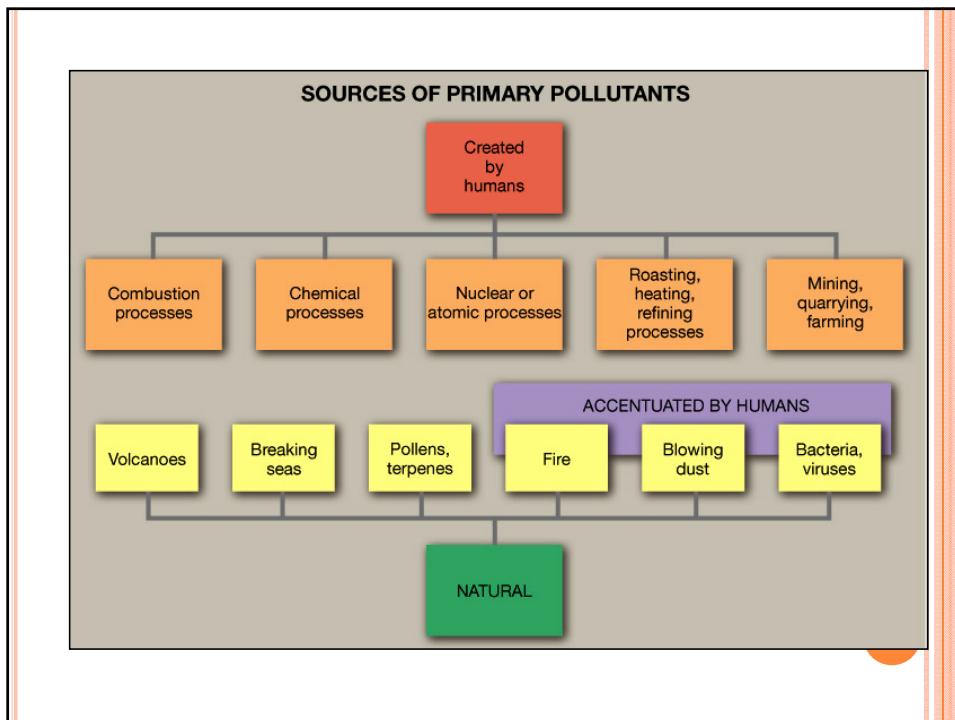 SOURCES OF PRIMARY POLLUTANTS
Created
by
humans
Combustion
processes
Chemical
processes
Nuclear or
atomic processes
Roasting,
heating,
refining
processes
Mining,
quarrying,
farming
ACCENTUATED BY HUMANS
Volcanoes
Breaking
seas
Pollens,
terpenes
Fire
Blowing
dust
Bacteria,
viruses
NATURAL